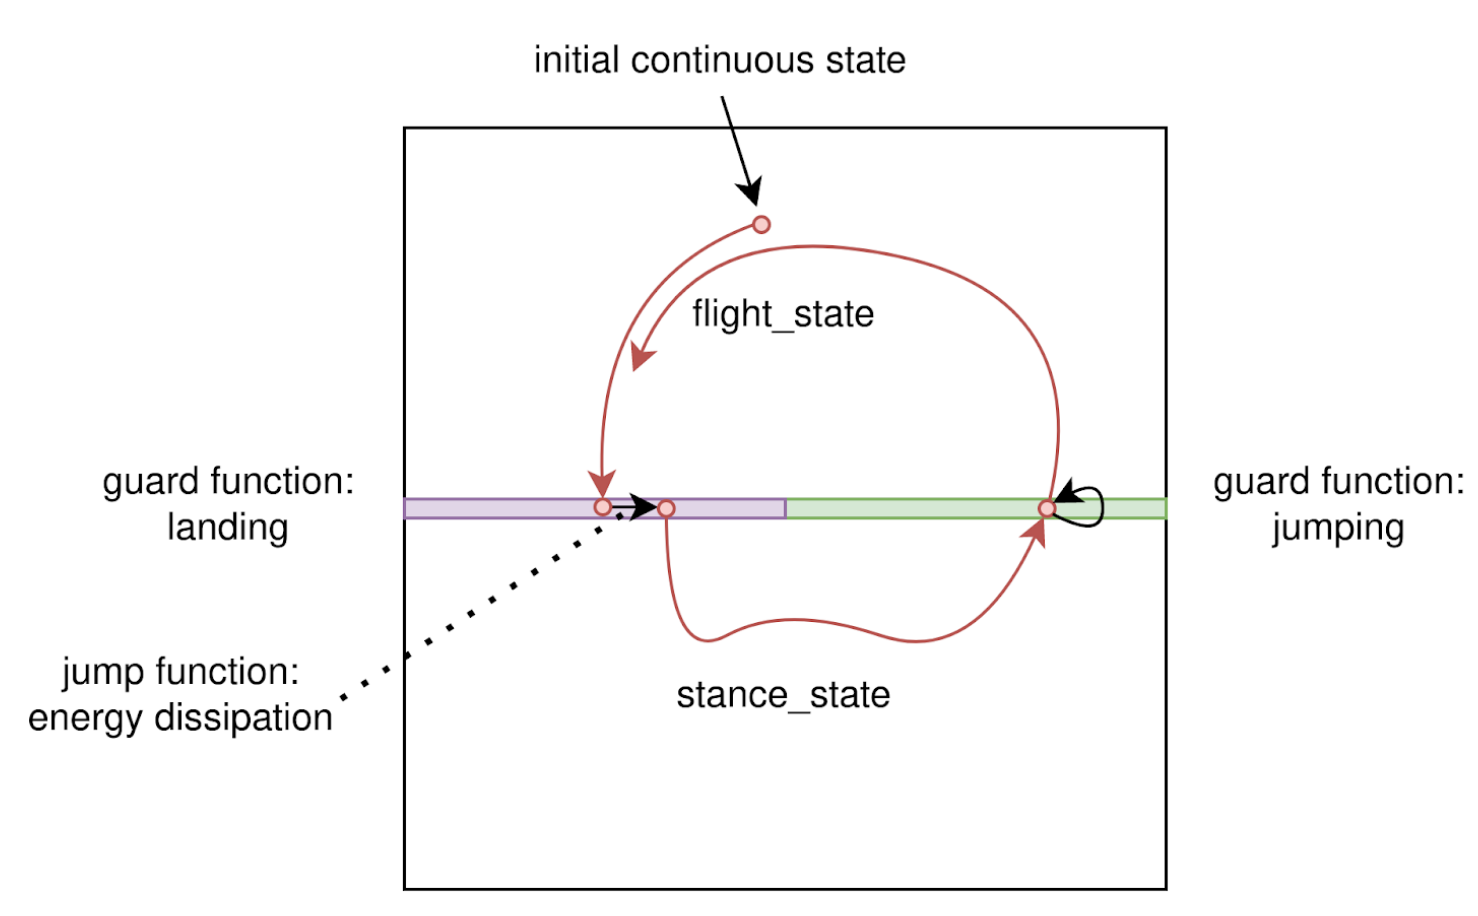 initial continuous state
flight_state
guard function:
landing
guard function:
jumping
jump function:
energy dissipation
stance_state